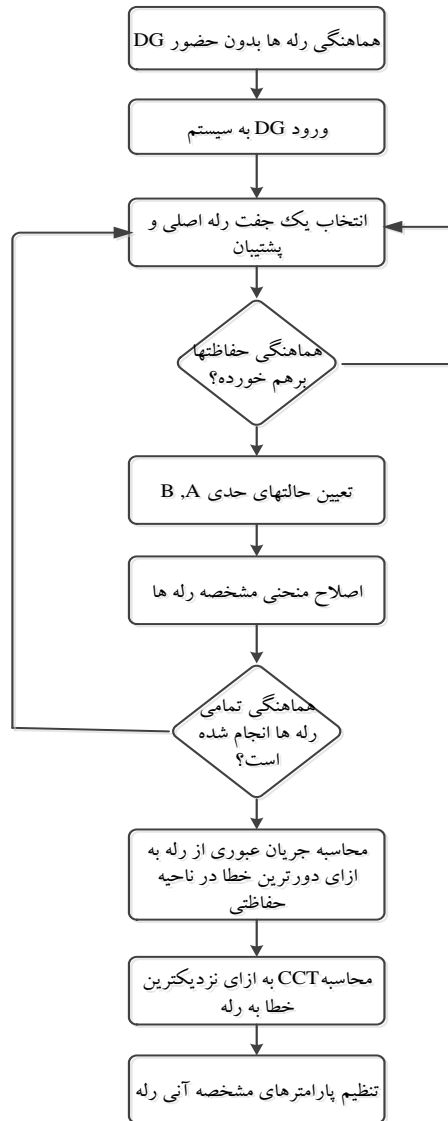 هماهنگی رله ها بدون حضور DG
ورود DG به سیستم
انتخاب یک جفت رله اصلی و
پشتیبان
هماهنگی حفاظتها
برهم خورده؟
تعیین حالتهای حدی B ,A
اصلاح منحنی مشخصه رله ها
هماهنگی تمامی
رله ها انجام شده
است؟
محاسبه جریان عبوری از رله به
ازای دورترین خطا در ناحیه
حفاظتی
محاسبه CCT به ازای نزدیکترین
خطا به رله
تنظیم پارامترهای مشخصه آنی رله